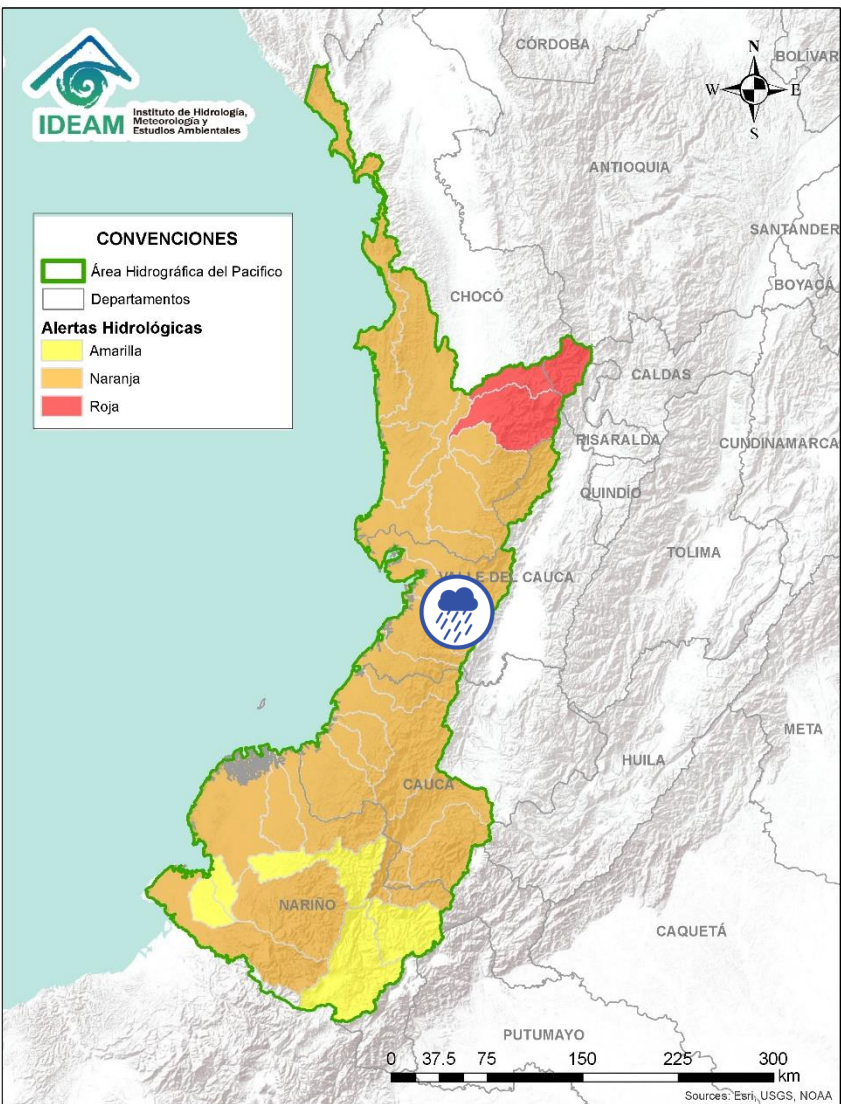 IDEAM
Instituto de Hidrología,
Meteorología y
Estudios Ambientales
CONVENCIONES
Área Hidrográfica del Pacifico
Departamentos
Alertas Hidrológicas
Amarilla
Naranja
Roja
N
W
E
S
CÓRDOBA
BOLÍVAR
ANTIOQUIA
SANTANDER
BOYACÁ
CHOCÓ
CALDAS
RISARALDA
CUNDINAMARCA
QUINDÍO
TOLIMA
VALLE DEL CAUCA
META
HUILA
CAUCA
NARIÑO
CAQUETÁ
PUTUMAYO
0 37.5 75 150 225 300
km
Sources: Esri, USGS, NOAA